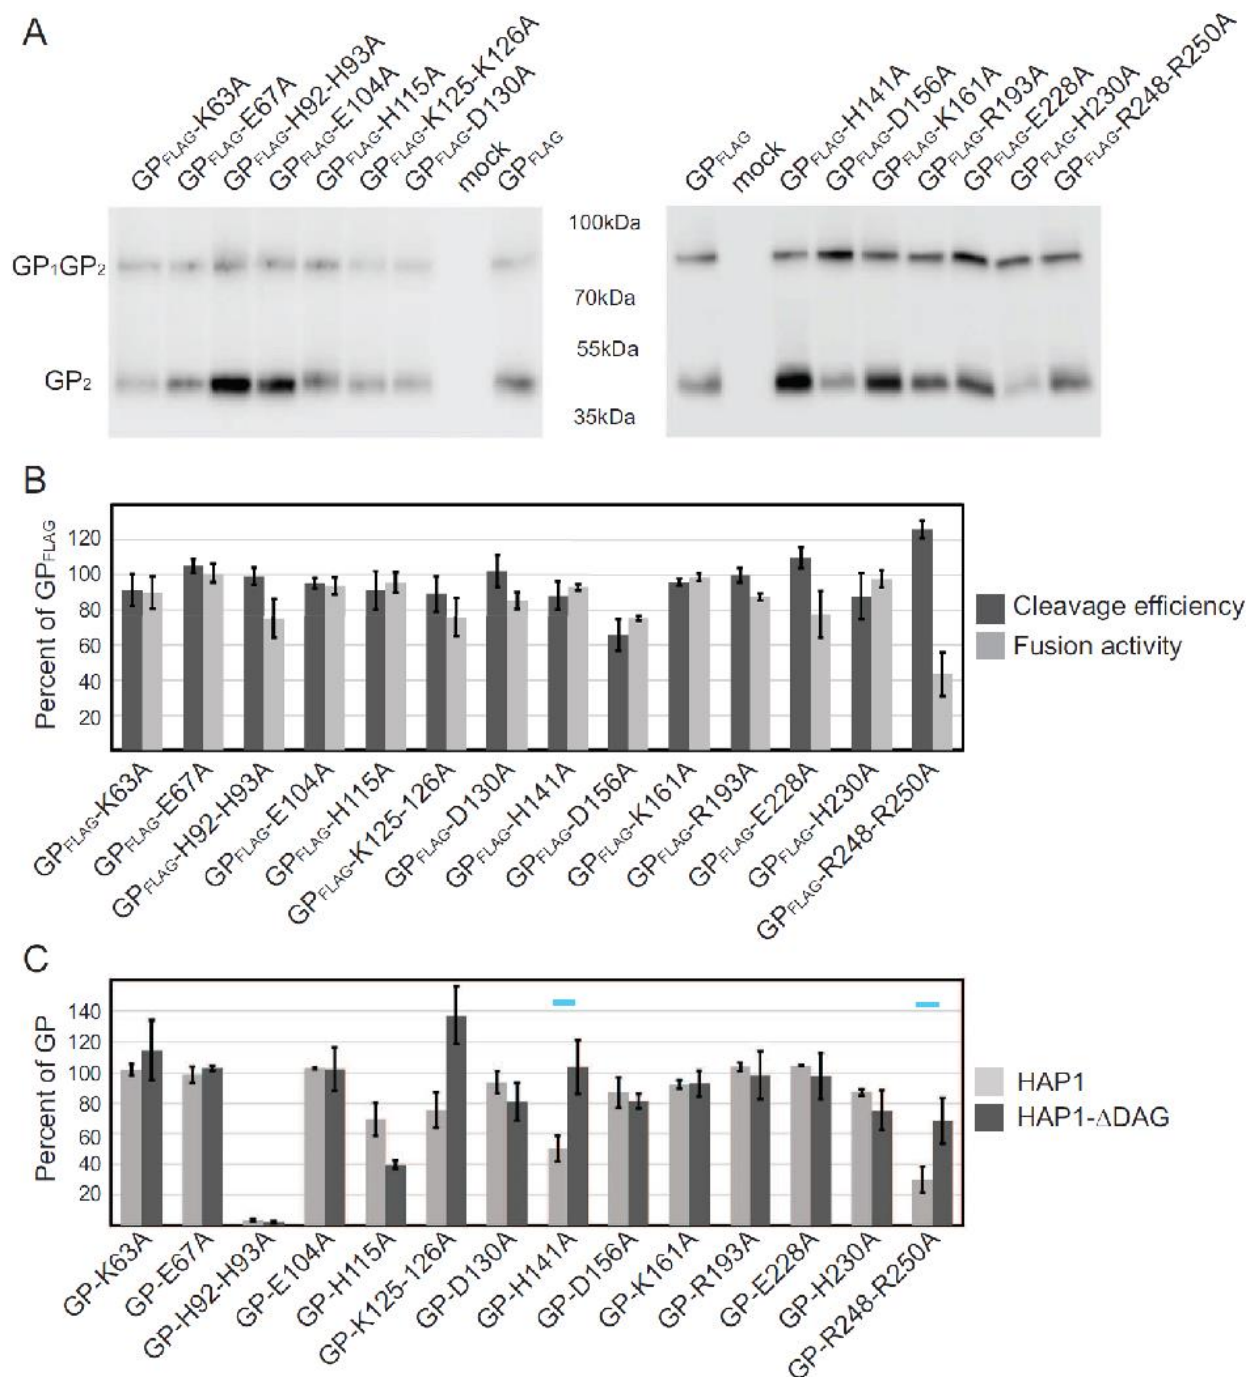 A
GPFLAG-K63A
GPFLAG-E67A
GPFLAG-H92-H93A
GPFLAG-E104A
GPFLAG-H115A
GPFLAG-K125-K126A
GPFLAG-D130A
mock
GPFLAG
GPFLAG
mock
GPFLAG-H141A
GPFLAG-D156A
GPFLAG-K161A
GPFLAG-R193A
GPFLAG-E228A
GPFLAG-H230A
GPFLAG-R248-R250A
100kDa
GP1GP2
70kDa
55kDa
GP2
35kDa
B
Percent of GPFLAG
120
100
80
60
40
20
Cleavage efficiency
Fusion activity
GPFLAG-K63A
GPFLAG-E67A
GPFLAG-H92-H93A
GPFLAG-E104A
GPFLAG-H115A
GPFLAG-K125-126A
GPFLAG-D130A
GPFLAG-H141A
GPFLAG-D156A
GPFLAG-K161A
GPFLAG-R193A
GPFLAG-E228A
GPFLAG-H230A
GPFLAG-R248-R250A
C
Percent of GP
140
120
100
80
60
40
20
HAP1
HAP1-ΔDAG
GP-K63A
GP-E67A
GP-H92-H93A
GP-E104A
GP-H115A
GP-K125-126A
GP-D130A
GP-H141A
GP-D156A
GP-K161A
GP-R193A
GP-E228A
GP-H230A
GP-R248-R250A